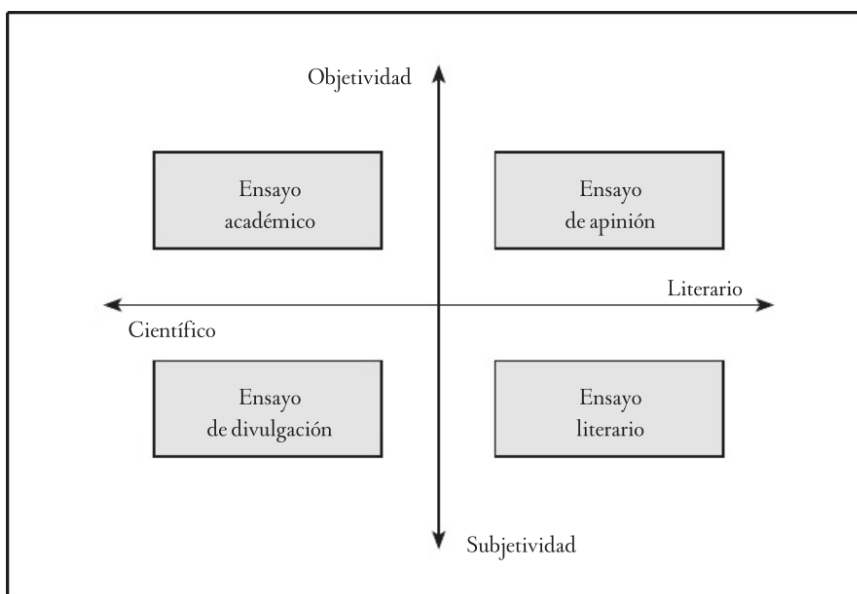 Objetividad
Ensayo
académico
Ensayo
de apinión
Literario
Científico
Ensayo
de divulgación
Ensayo
literario
Subjetividad